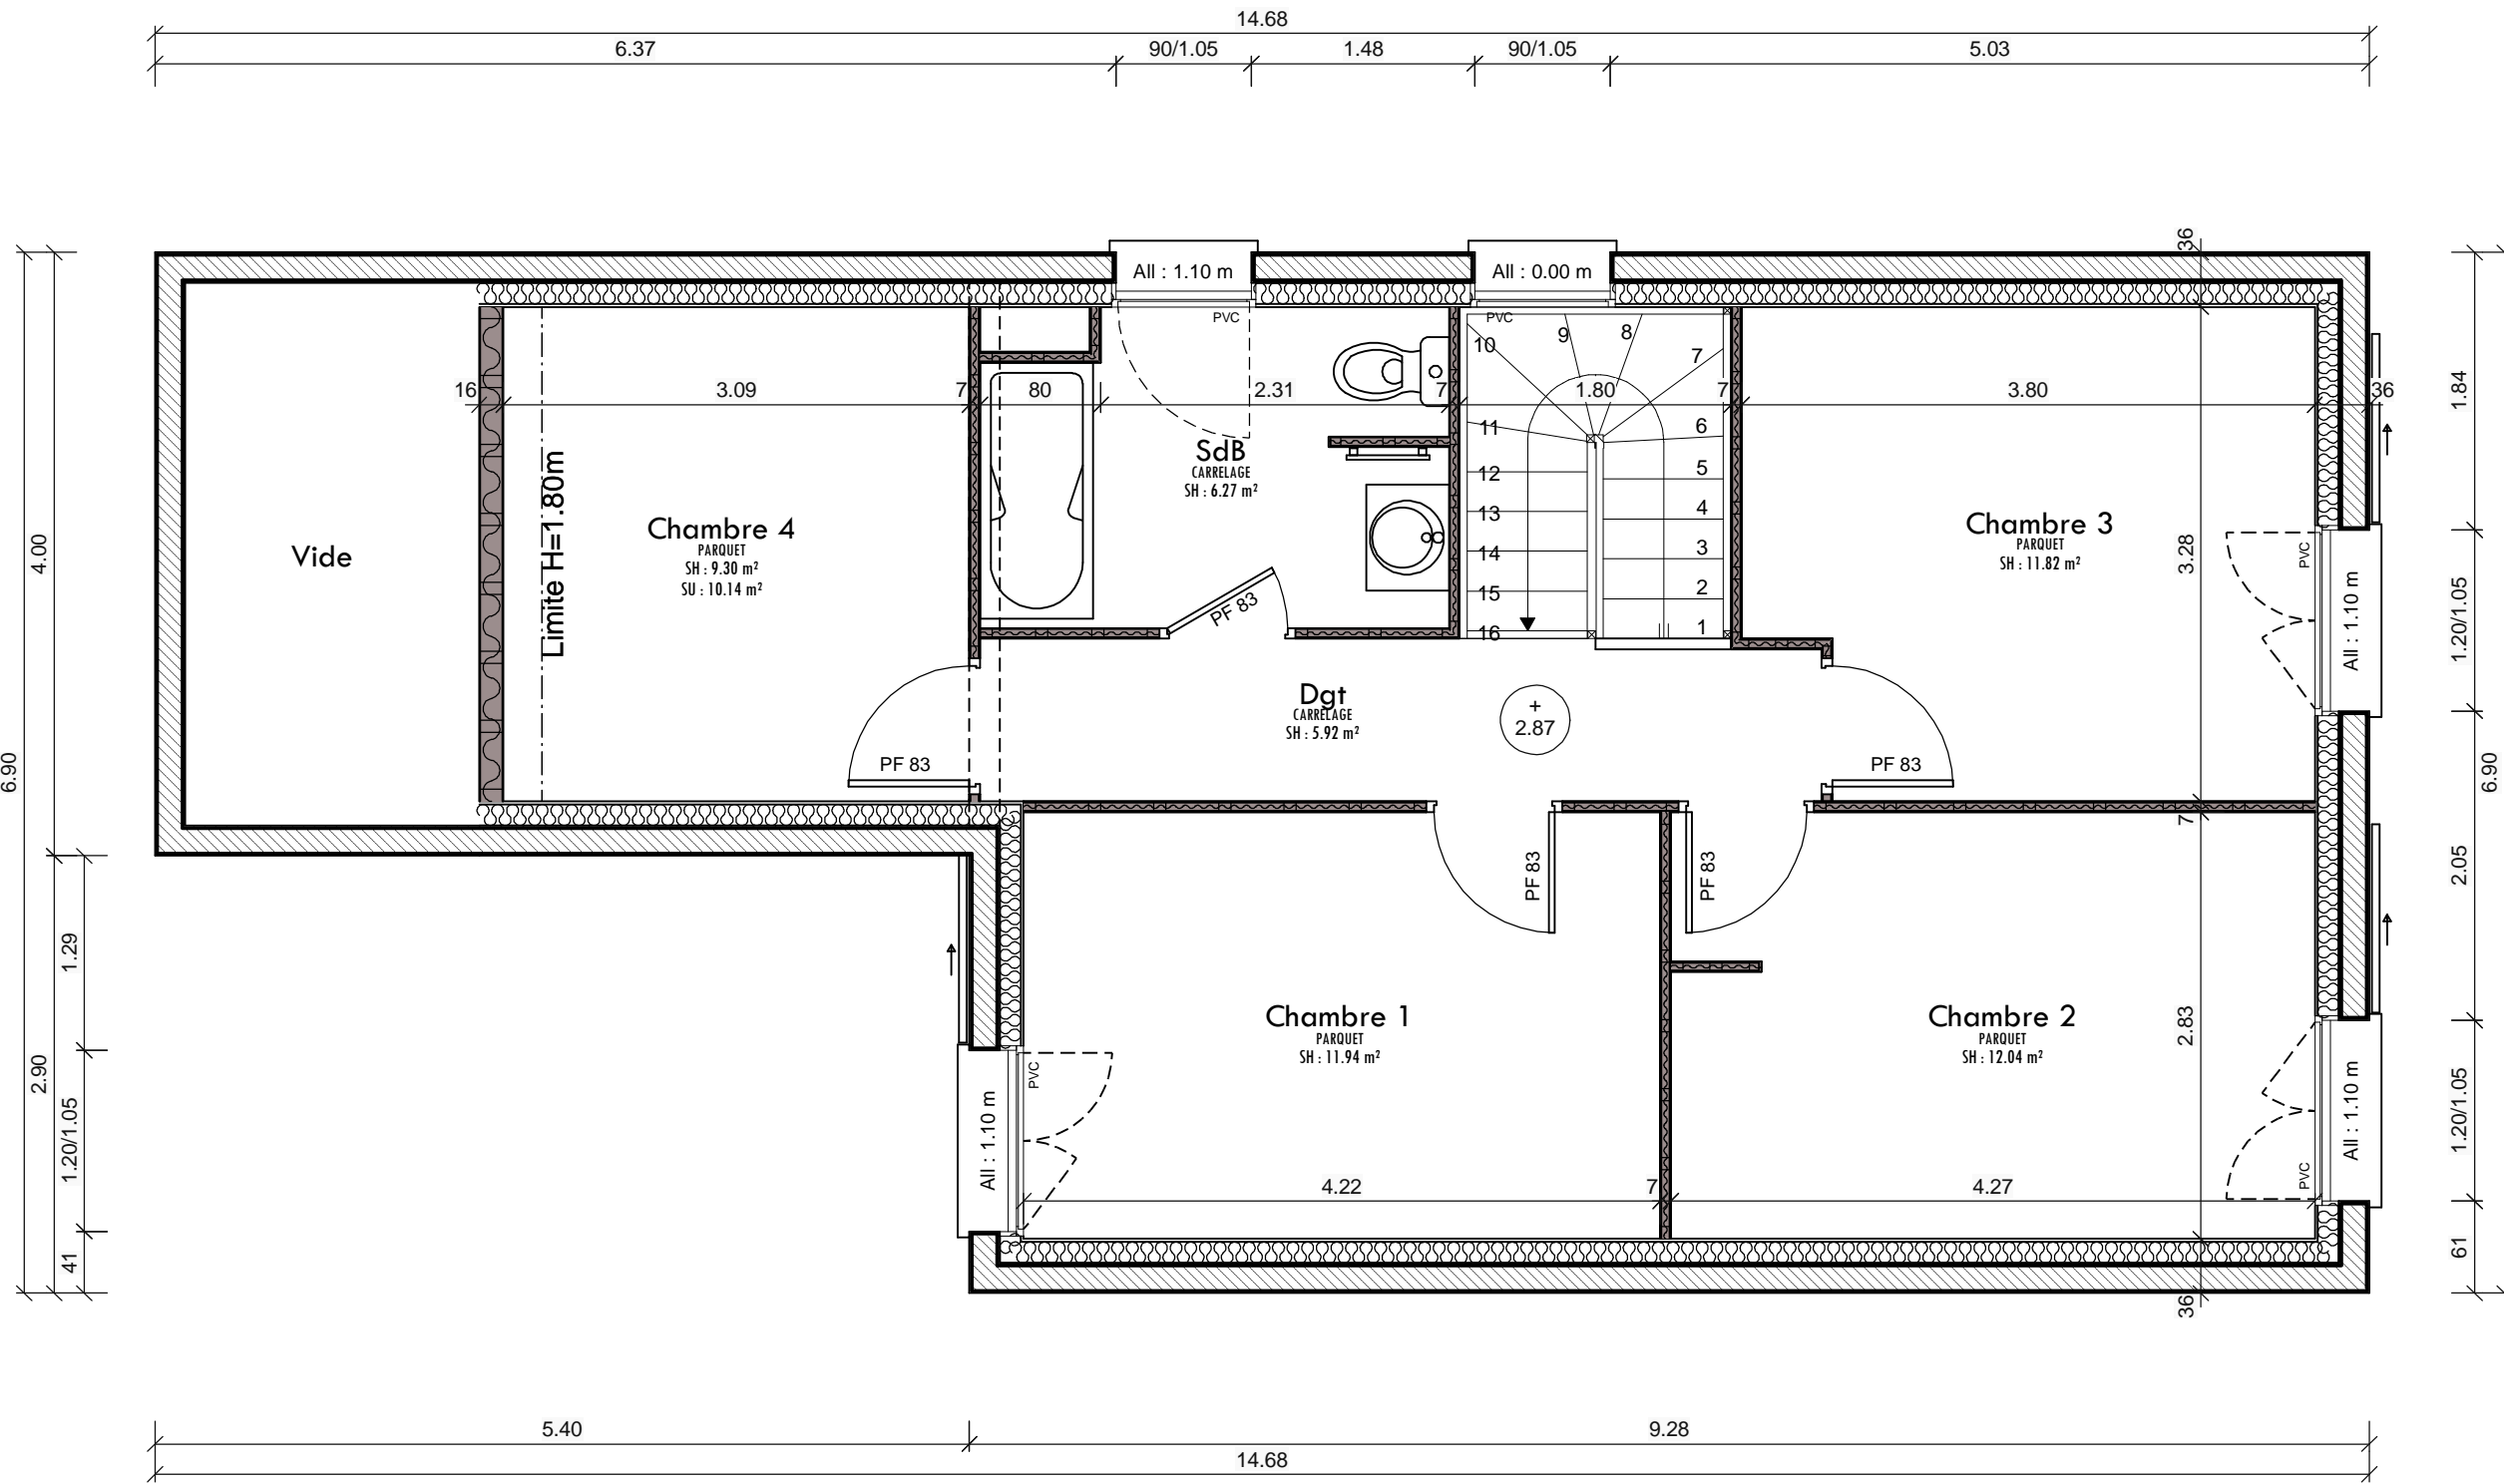 14.68
6.37 90/1.05 1.48 90/1.05 5.03
36
All : 1.10 m All : 0.00 m
PVC PVC
9 8
10 7
16 3.09 7 80 2.31 7 1.80 7 3.80 36
1.84
11 6
12 5
13 4
14 3
15 2
16 1
SdB
CARRELAGE
SH : 6.27 m²
Limite H=1.80m
Vide
Chambre 4
PARQUET
SH : 9.30 m²
SU : 10.14 m²
Chambre 3
PARQUET
SH : 11.82 m²
3.28
PVC
All : 1.10 m
1.20/1.05
4.00
6.90
PF 83
Dgt
CARRELAGE
SH : 5.92 m²
+
2.87
PF 83
PF 83
6.90
7
PF 83
PF 83
2.05
1.29
2.90
1.20/1.05
41
Chambre 1
PARQUET
SH : 11.94 m²
Chambre 2
PARQUET
SH : 12.04 m²
2.83
PVC
All : 1.10 m
PVC
All : 1.10 m
1.20/1.05
4.22 7 4.27
61
36
5.40 9.28
14.68